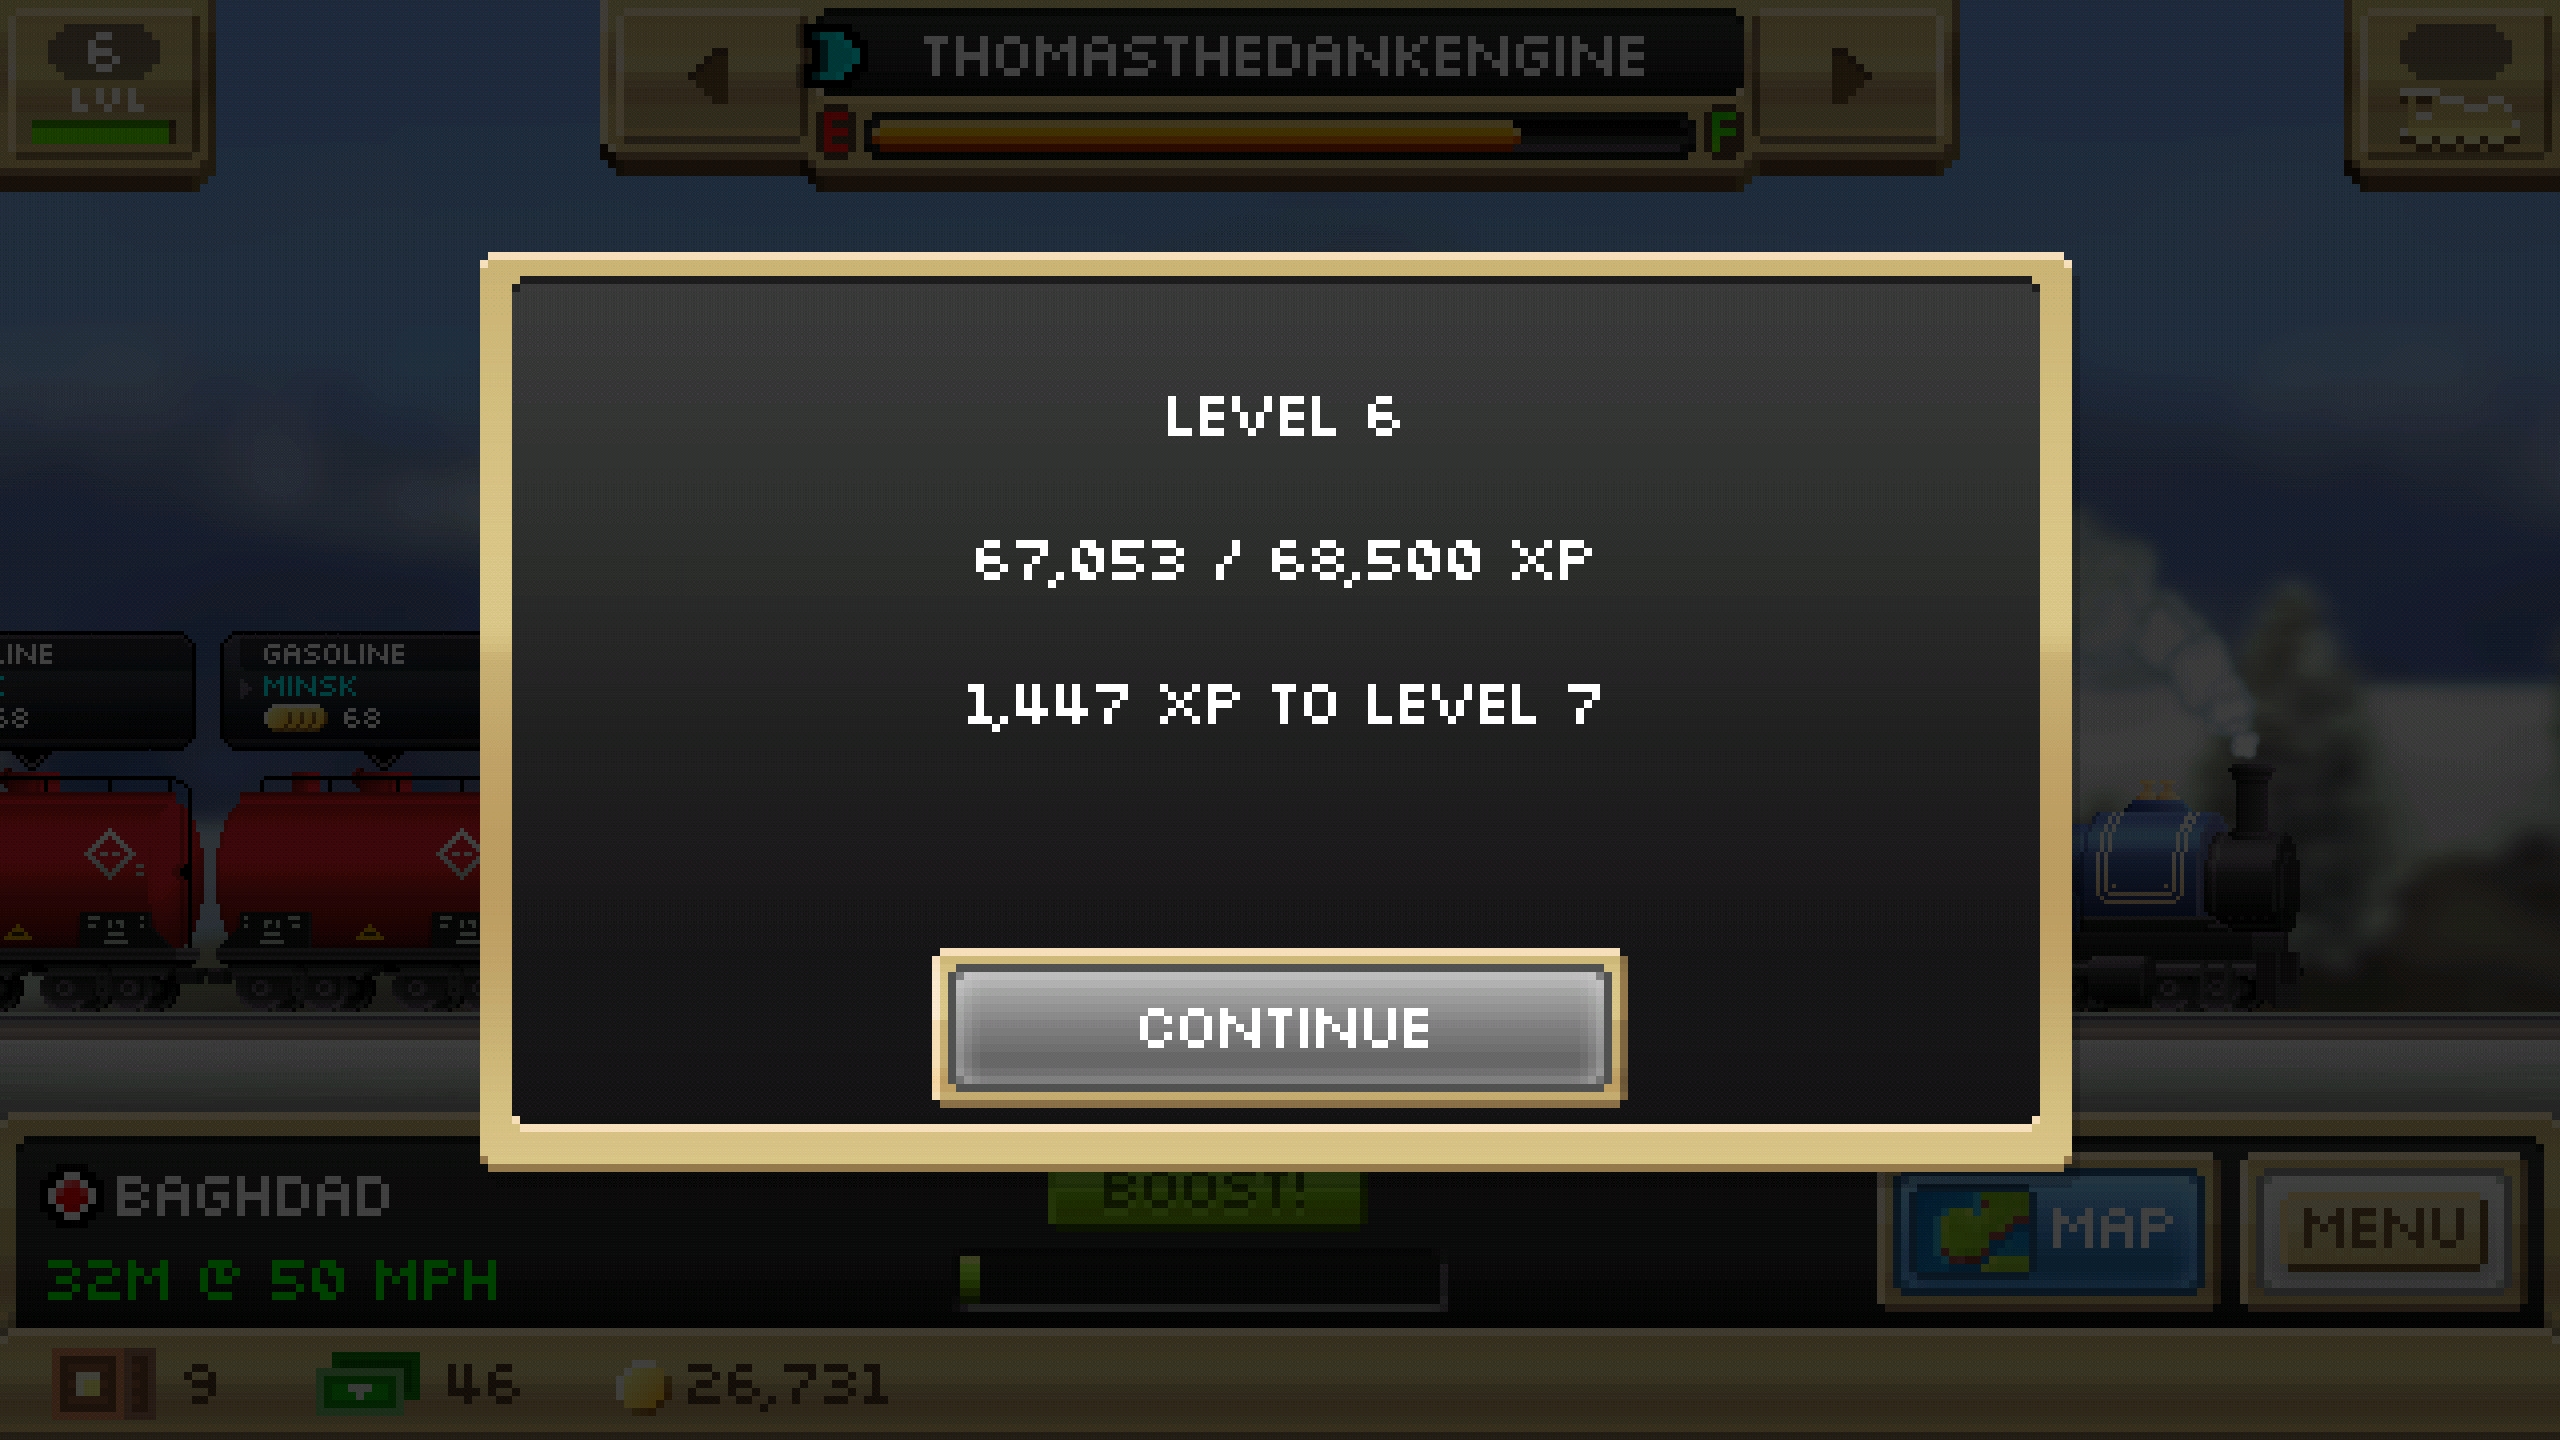 6
LVL
THOMASTHEDANKENGINE
E
F
LEVEL 6
67,053 / 68,500 XP
1,447 XP TO LEVEL 7
GASOLINE
MINSK
68
CONTINUE
BAGHDAD
32M @ 50 MPH
BOOST!
MAP
MENU
9
46
26,731